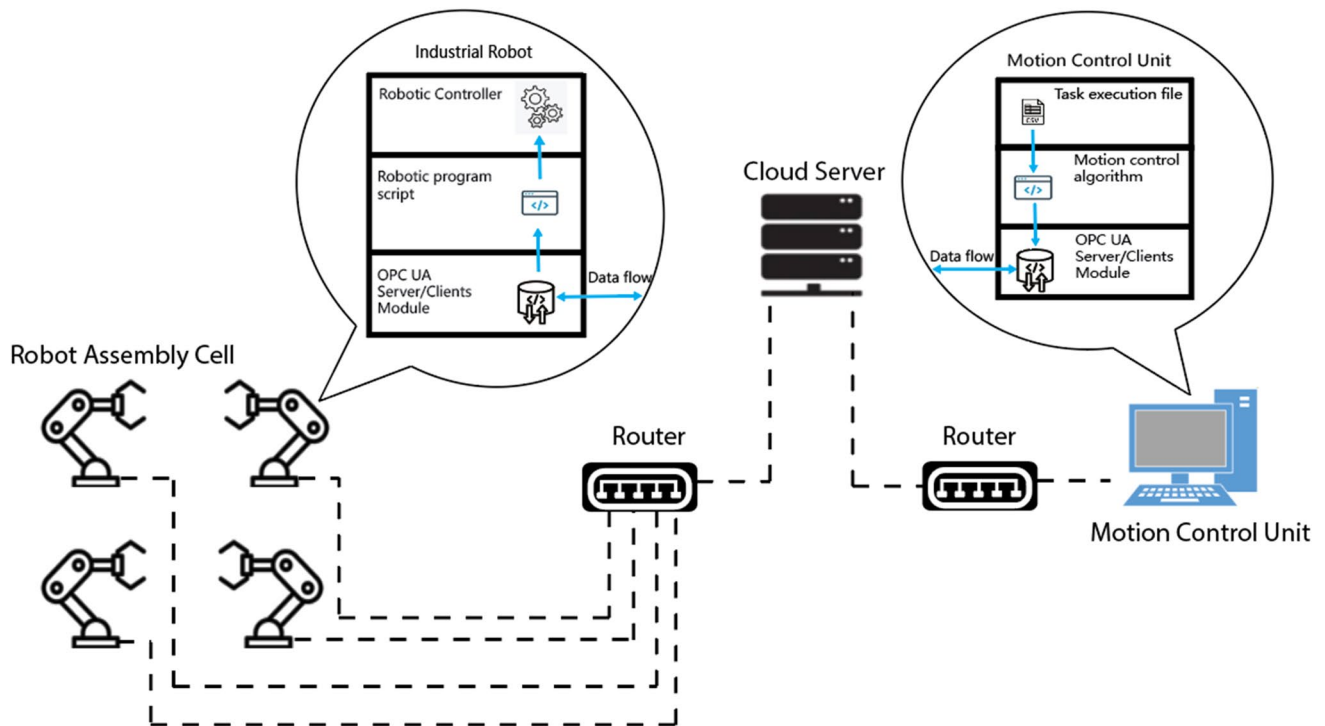 Industrial Robot
Robotic Controller
Robotic program
script
</>
OPC UA
Server/Clients
Module
</>
Data flow
Motion Control Unit
Task execution file
CSV
Motion control
algorithm
</>
OPC UA
Server/Clients
Module
</>
Data flow
Cloud Server
Robot Assembly Cell
Router
Router
Motion Control Unit